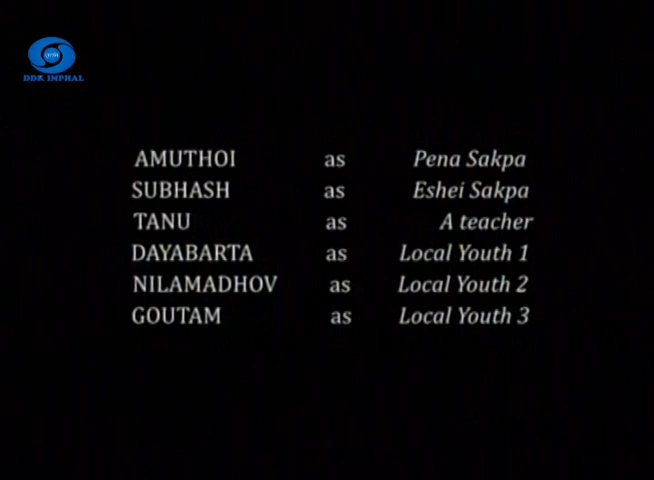 DDK IMPHAL
AMUTHOI as Pena Sakpa
SUBHASH as Eshei Sakpa
TANU as A teacher
DAYABARTA as Local Youth 1
NILAMADHOV as Local Youth 2
GOUTAM as Local Youth 3